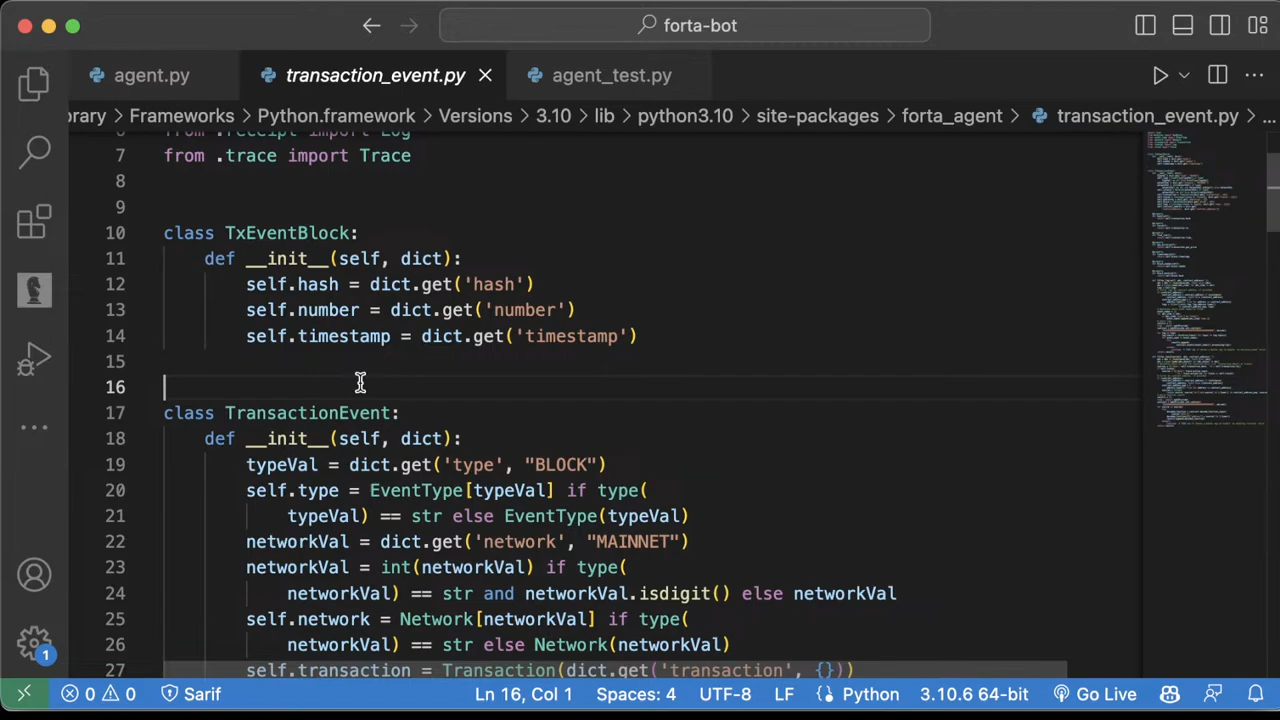 forta-bot
agent.py transaction_event.py agent_test.py
brary > Frameworks > Python.framework > Versions > 3.10 > lib > python3.10 > site-packages > forta_agent > transaction_event.py > ...
6 from .receipt import Log
7 from .trace import Trace
8
9
10 class TxEventBlock:
11 def __init__(self, dict):
12 self.hash = dict.get('hash')
13 self.number = dict.get('number')
14 self.timestamp = dict.get('timestamp')
15
16
17 class TransactionEvent:
18 def __init__(self, dict):
19 typeVal = dict.get('type', "BLOCK")
20 self.type = EventType[typeVal] if type(
21 typeVal) == str else EventType(typeVal)
22 networkVal = dict.get('network', "MAINNET")
23 networkVal = int(networkVal) if type(
24 networkVal) == str and networkVal.isdigit() else networkVal
25 self.network = Network[networkVal] if type(
26 networkVal) == str else Network(networkVal)
27 self.transaction = Transaction(dict.get('transaction', {}))
1
0 0 Sarif Ln 16, Col 1 Spaces: 4 UTF-8 LF Python 3.10.6 64-bit Go Live